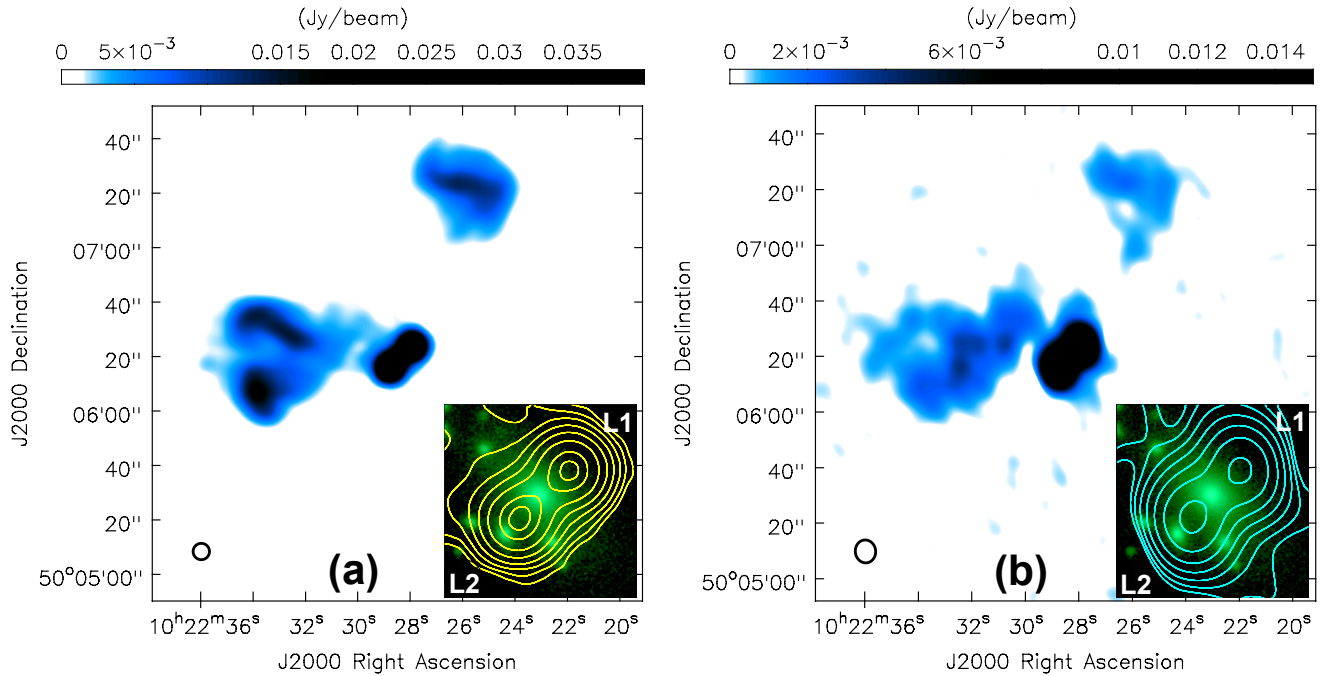 (Jy/beam)
0 5×10⁻³ 0.015 0.02 0.025 0.03 0.035
40"
20"
07'00"
40"
20"
06'00"
40"
20"
50°05'00"
J2000 Declination
L1
L2
(a)
10ʰ22ᵐ36ˢ 32ˢ 30ˢ 28ˢ 26ˢ 24ˢ 22ˢ 20ˢ
J2000 Right Ascension
(Jy/beam)
0 2×10⁻³ 6×10⁻³ 0.01 0.012 0.014
40"
20"
07'00"
40"
20"
06'00"
40"
20"
50°05'00"
J2000 Declination
L1
L2
(b)
10ʰ22ᵐ36ˢ 32ˢ 30ˢ 28ˢ 26ˢ 24ˢ 22ˢ 20ˢ
J2000 Right Ascension